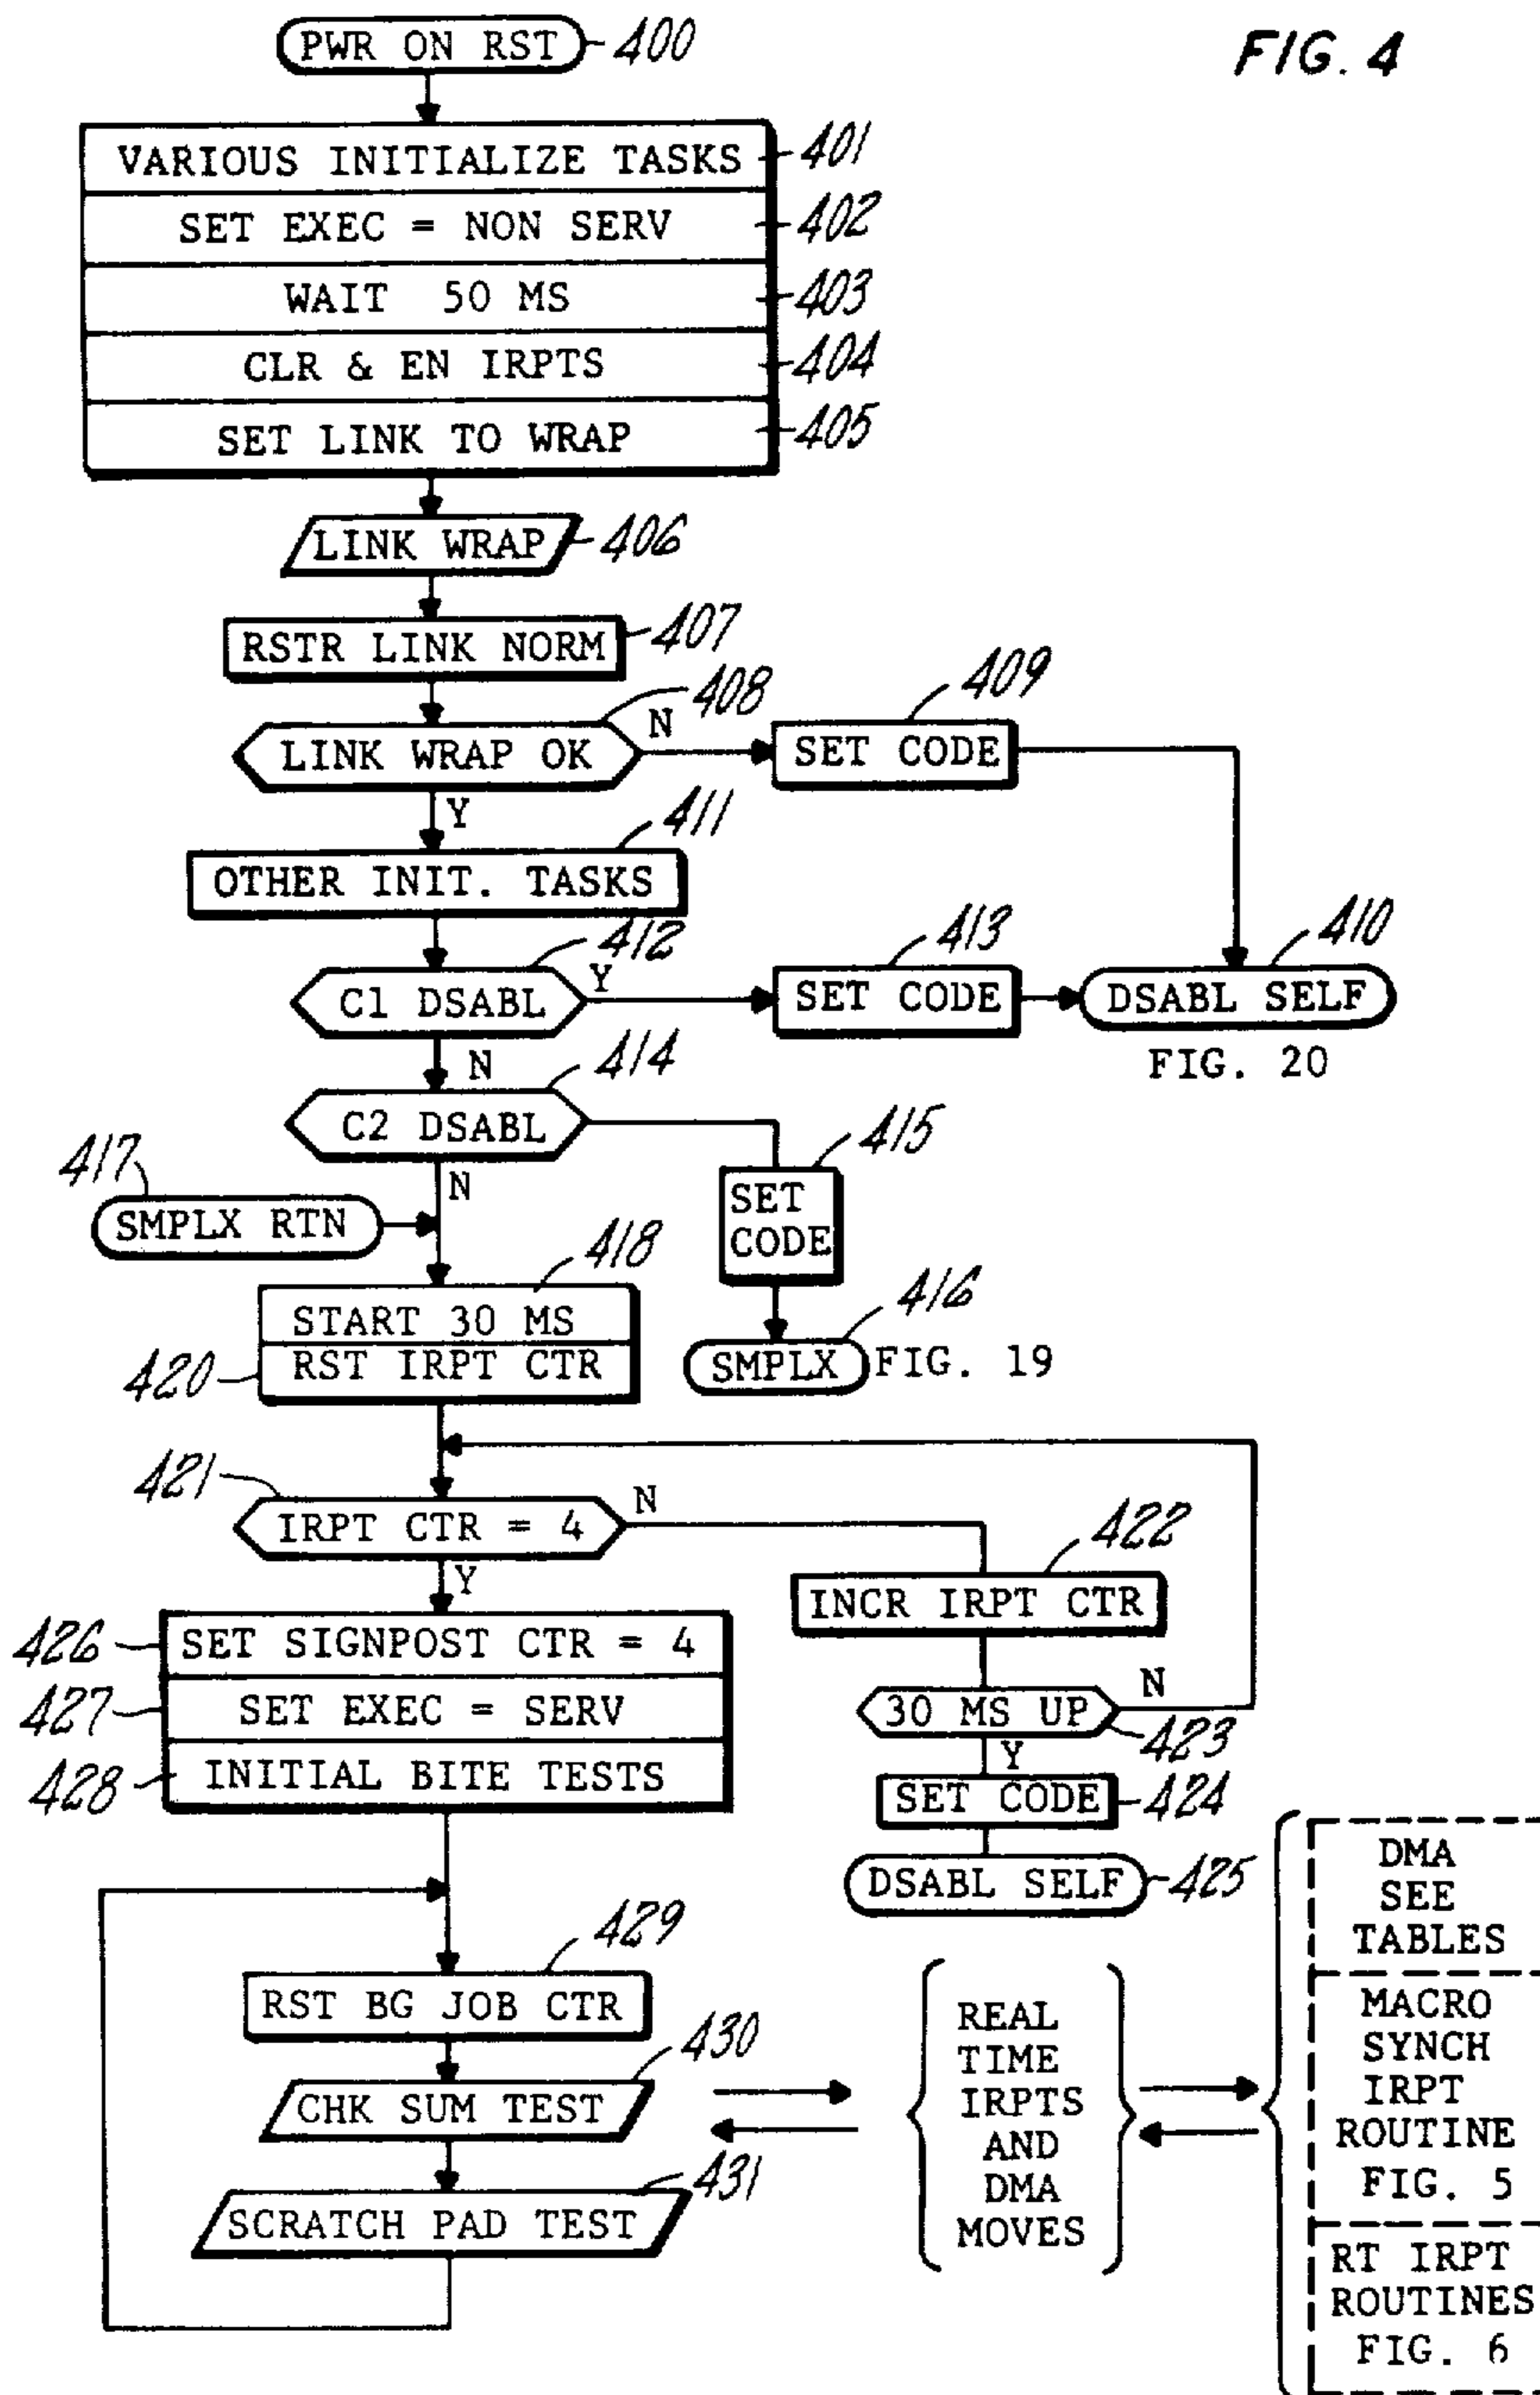 FIG. 4
PWR ON RST 400
VARIOUS INITIALIZE TASKS 401
SET EXEC = NON SERV 402
WAIT 50 MS 403
CLR & EN IRPTS 404
SET LINK TO WRAP 405
LINK WRAP 406
RSTR LINK NORM 407
408
409
LINK WRAP OK N
SET CODE
Y
411
OTHER INIT. TASKS
412
413
410
C1 DSABL Y
SET CODE
DSABL SELF
FIG. 20
N
414
C2 DSABL
415
SET
CODE
N
417
SMPLX RTN
418
START 30 MS
420 RST IRPT CTR
416
SMPLX FIG. 19
421
IRPT CTR = 4 N
Y
422
INCR IRPT CTR
30 MS UP N
423
Y
SET CODE 424
DSABL SELF 425
426 SET SIGNPOST CTR = 4
427 SET EXEC = SERV
428 INITIAL BITE TESTS
429
RST BG JOB CTR
430
CHK SUM TEST
431
SCRATCH PAD TEST
REAL
TIME
IRPTS
AND
DMA
MOVES
DMA
SEE
TABLES
MACRO
SYNCH
IRPT
ROUTINE
FIG. 5
RT IRPT
ROUTINES
FIG. 6